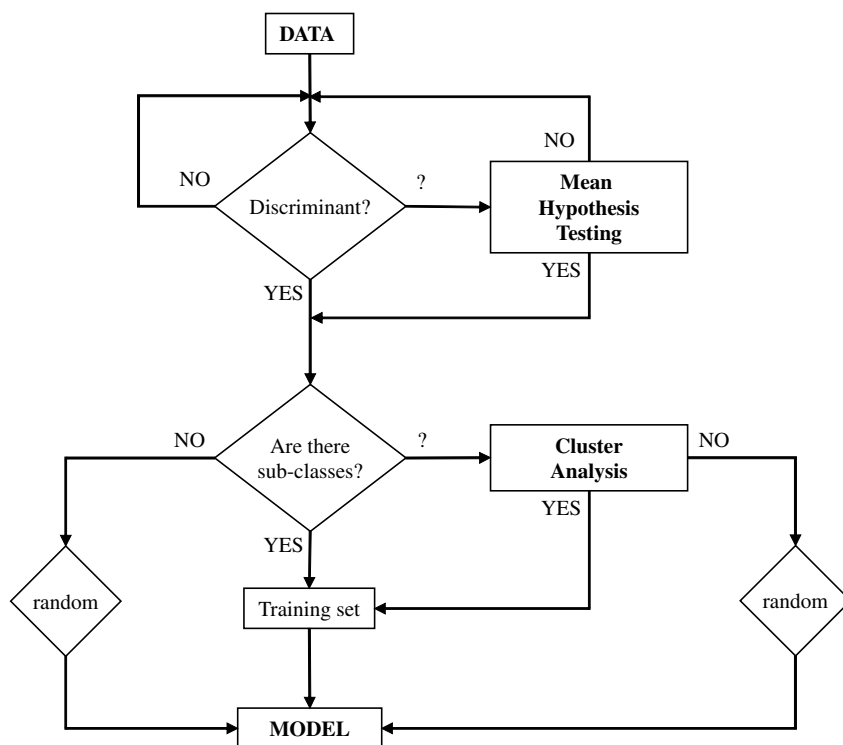 DATA
NO
NO
?
Mean
Hypothesis
Testing
Discriminant?
YES
YES
NO
?
Are there
sub-classes?
Cluster
Analysis
NO
YES
YES
random
Training set
random
MODEL